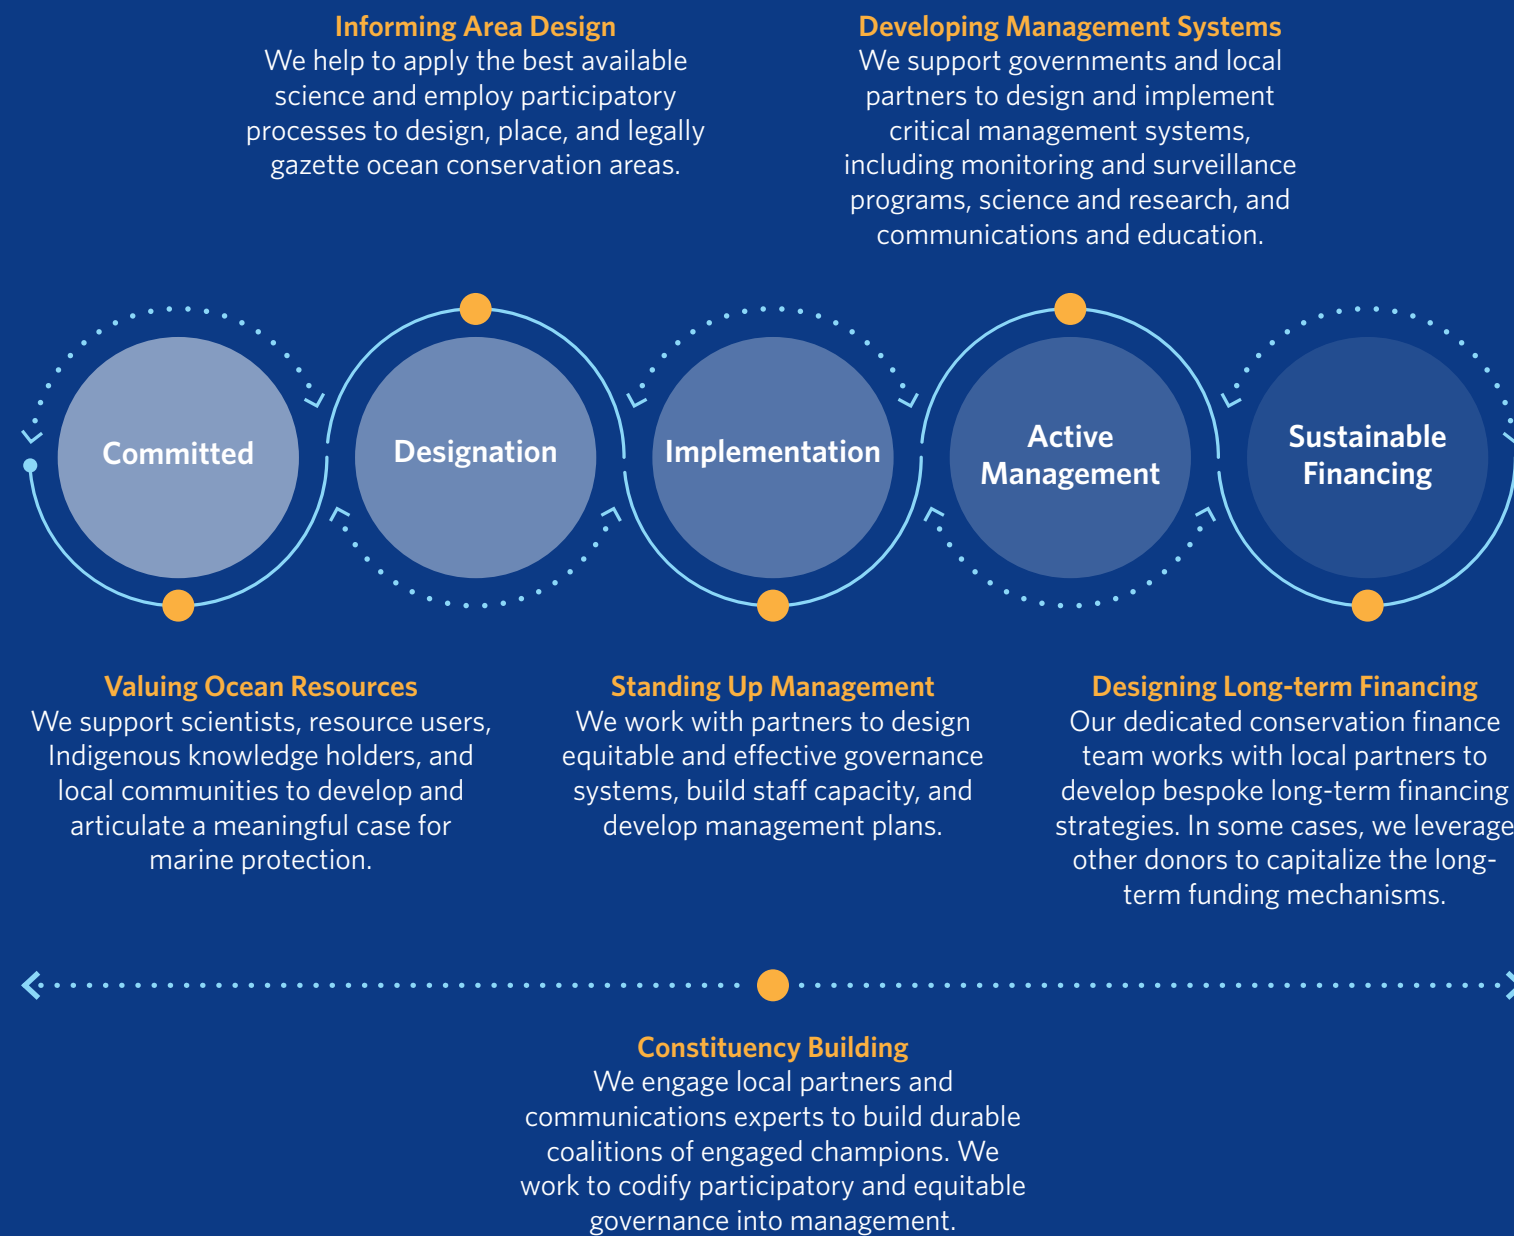 Informing Area Design
We help to apply the best available
science and employ participatory
processes to design, place, and legally
gazette ocean conservation areas.
Developing Management Systems
We support governments and local
partners to design and implement
critical management systems,
including monitoring and surveillance
programs, science and research, and
communications and education.
Committed
Designation
Implementation
Active
Management
Sustainable
Financing
Valuing Ocean Resources
We support scientists, resource users,
Indigenous knowledge holders, and
local communities to develop and
articulate a meaningful case for
marine protection.
Standing Up Management
We work with partners to design
equitable and effective governance
systems, build staff capacity, and
develop management plans.
Designing Long-term Financing
Our dedicated conservation finance
team works with local partners to
develop bespoke long-term financing
strategies. In some cases, we leverage
other donors to capitalize the long-
term funding mechanisms.
Constituency Building
We engage local partners and
communications experts to build durable
coalitions of engaged champions. We
work to codify participatory and equitable
governance into management.